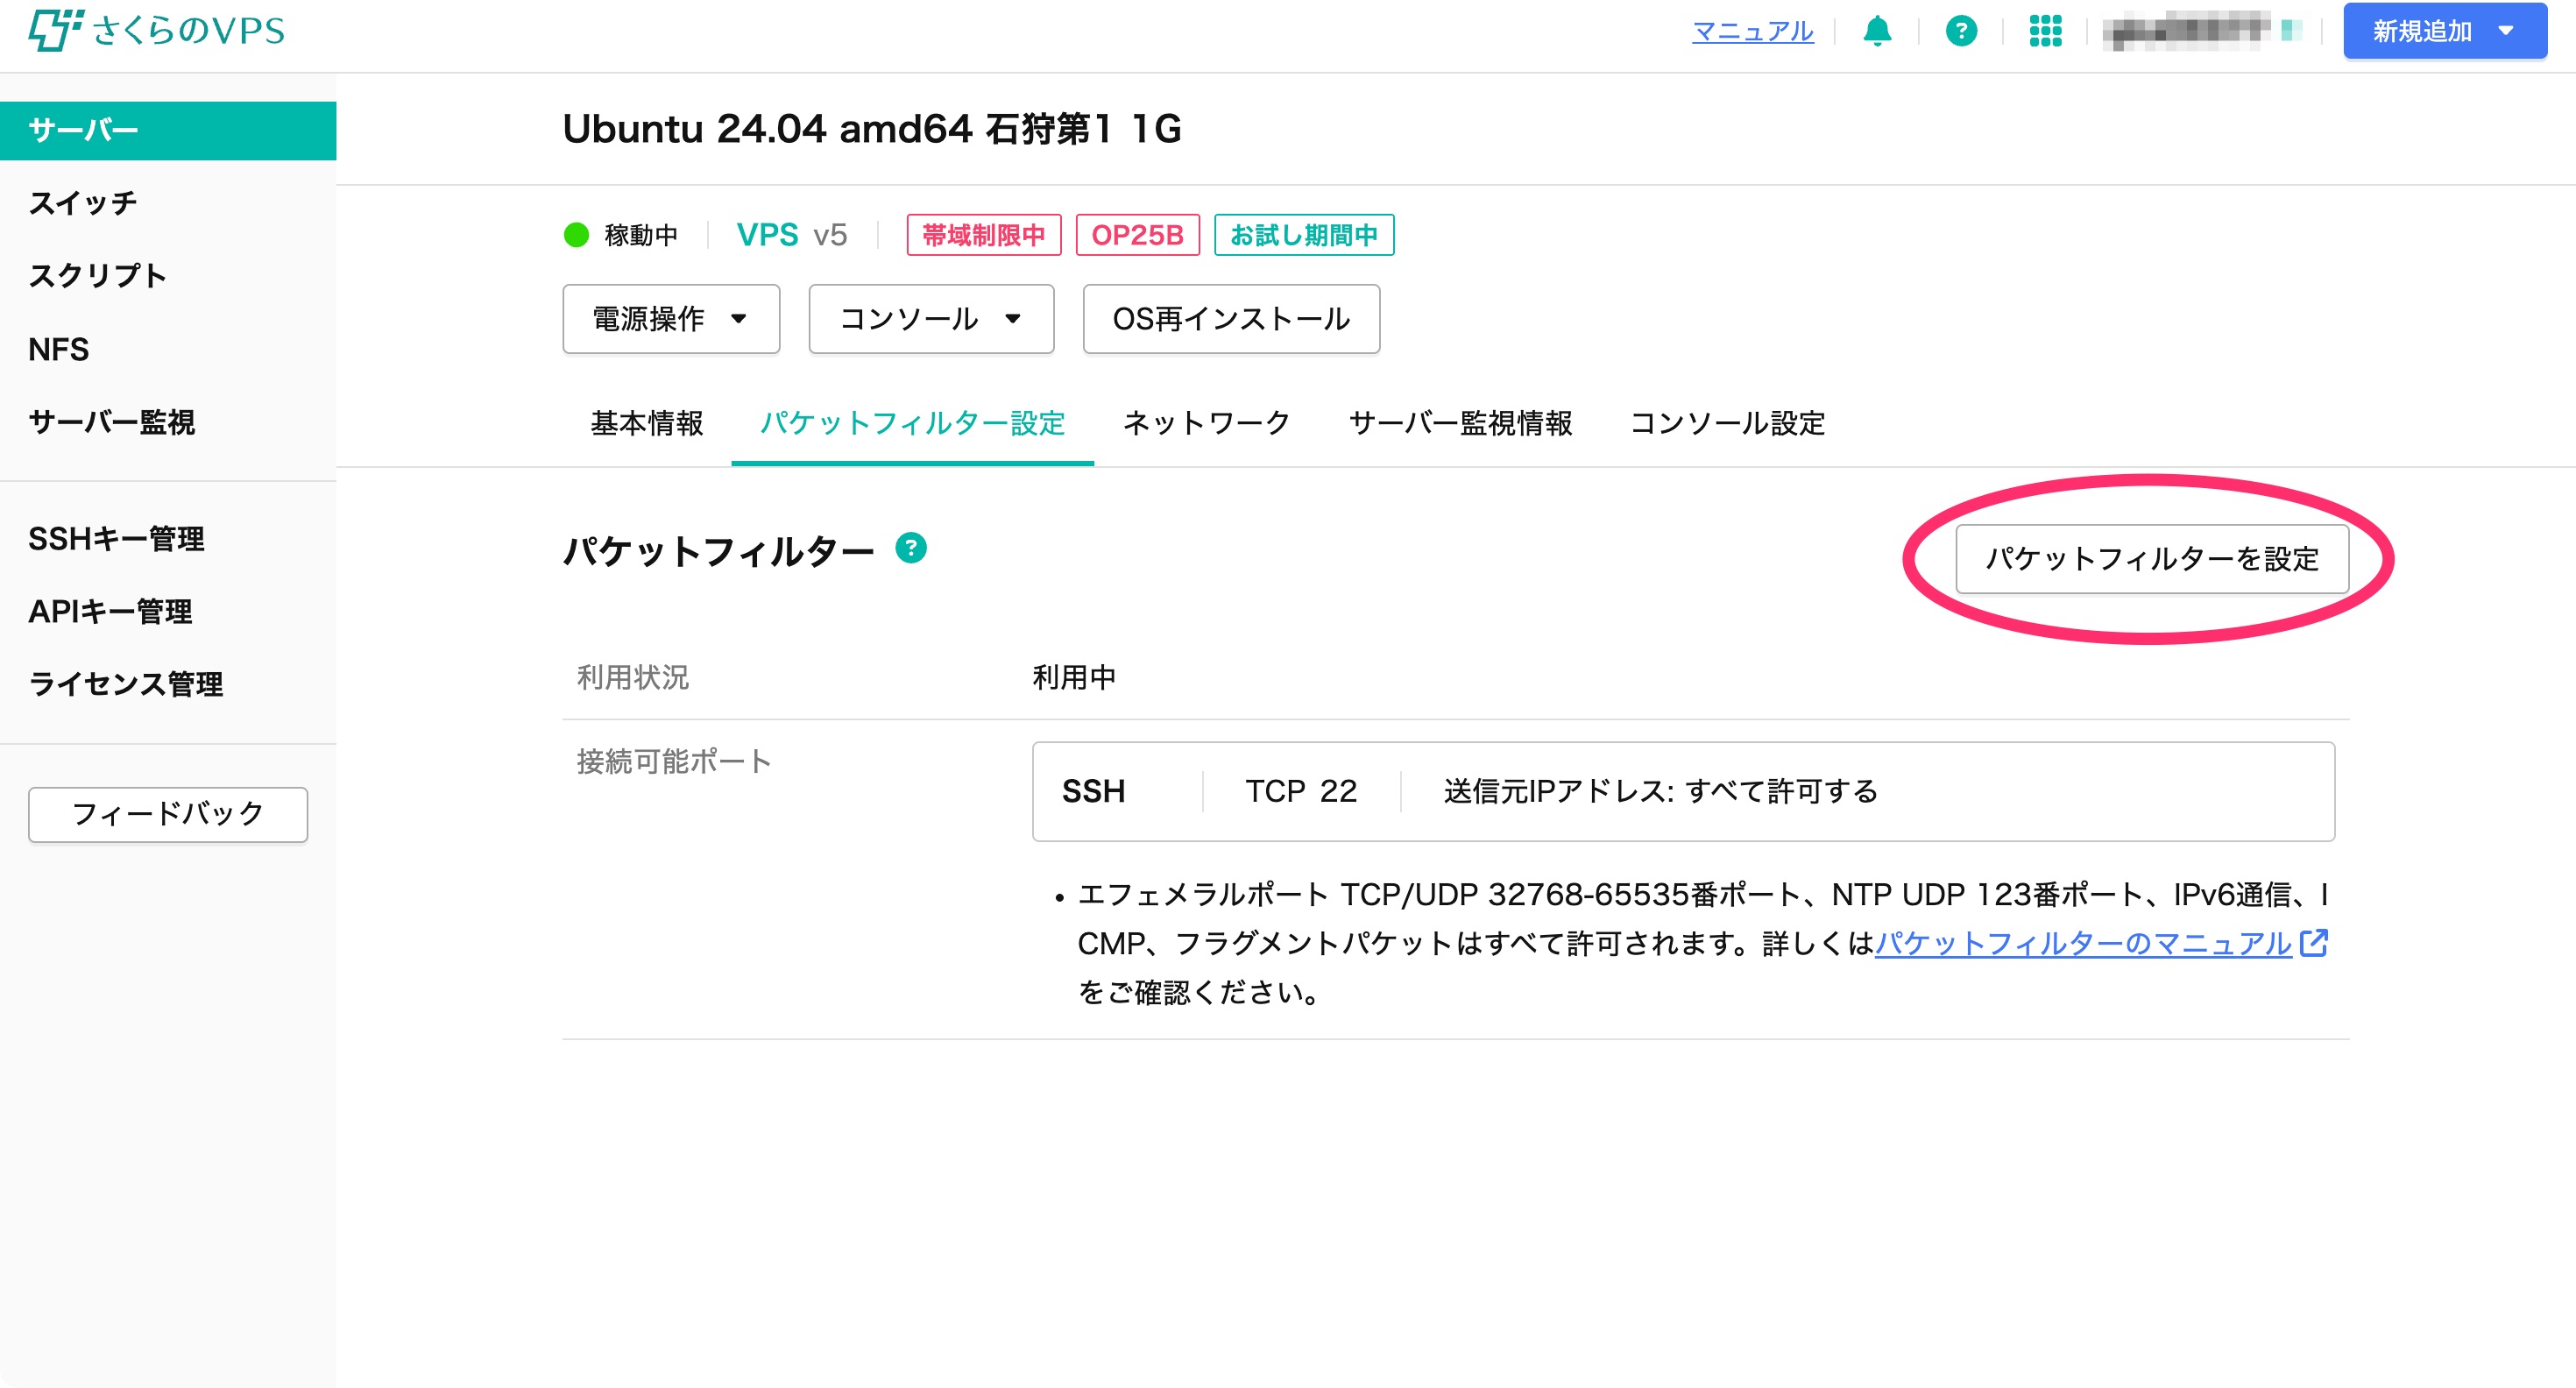 さくらのVPS
マニュアル
新規追加
サーバー
スイッチ
スクリプト
NFS
サーバー監視
SSHキー管理
APIキー管理
ライセンス管理
フィードバック
Ubuntu 24.04 amd64 石狩第1 1G
稼動中 VPS v5 帯域制限中 OP25B お試し期間中
電源操作 コンソール OS再インストール
基本情報 パケットフィルター設定 ネットワーク サーバー監視情報 コンソール設定
パケットフィルター ?
パケットフィルターを設定
利用状況 利用中
接続可能ポート
SSH TCP 22 送信元IPアドレス: すべて許可する
• エフェメラルポート TCP/UDP 32768-65535番ポート、NTP UDP 123番ポート、IPv6通信、I
CMP、フラグメントパケットはすべて許可されます。詳しくはパケットフィルターのマニュアル
をご確認ください。